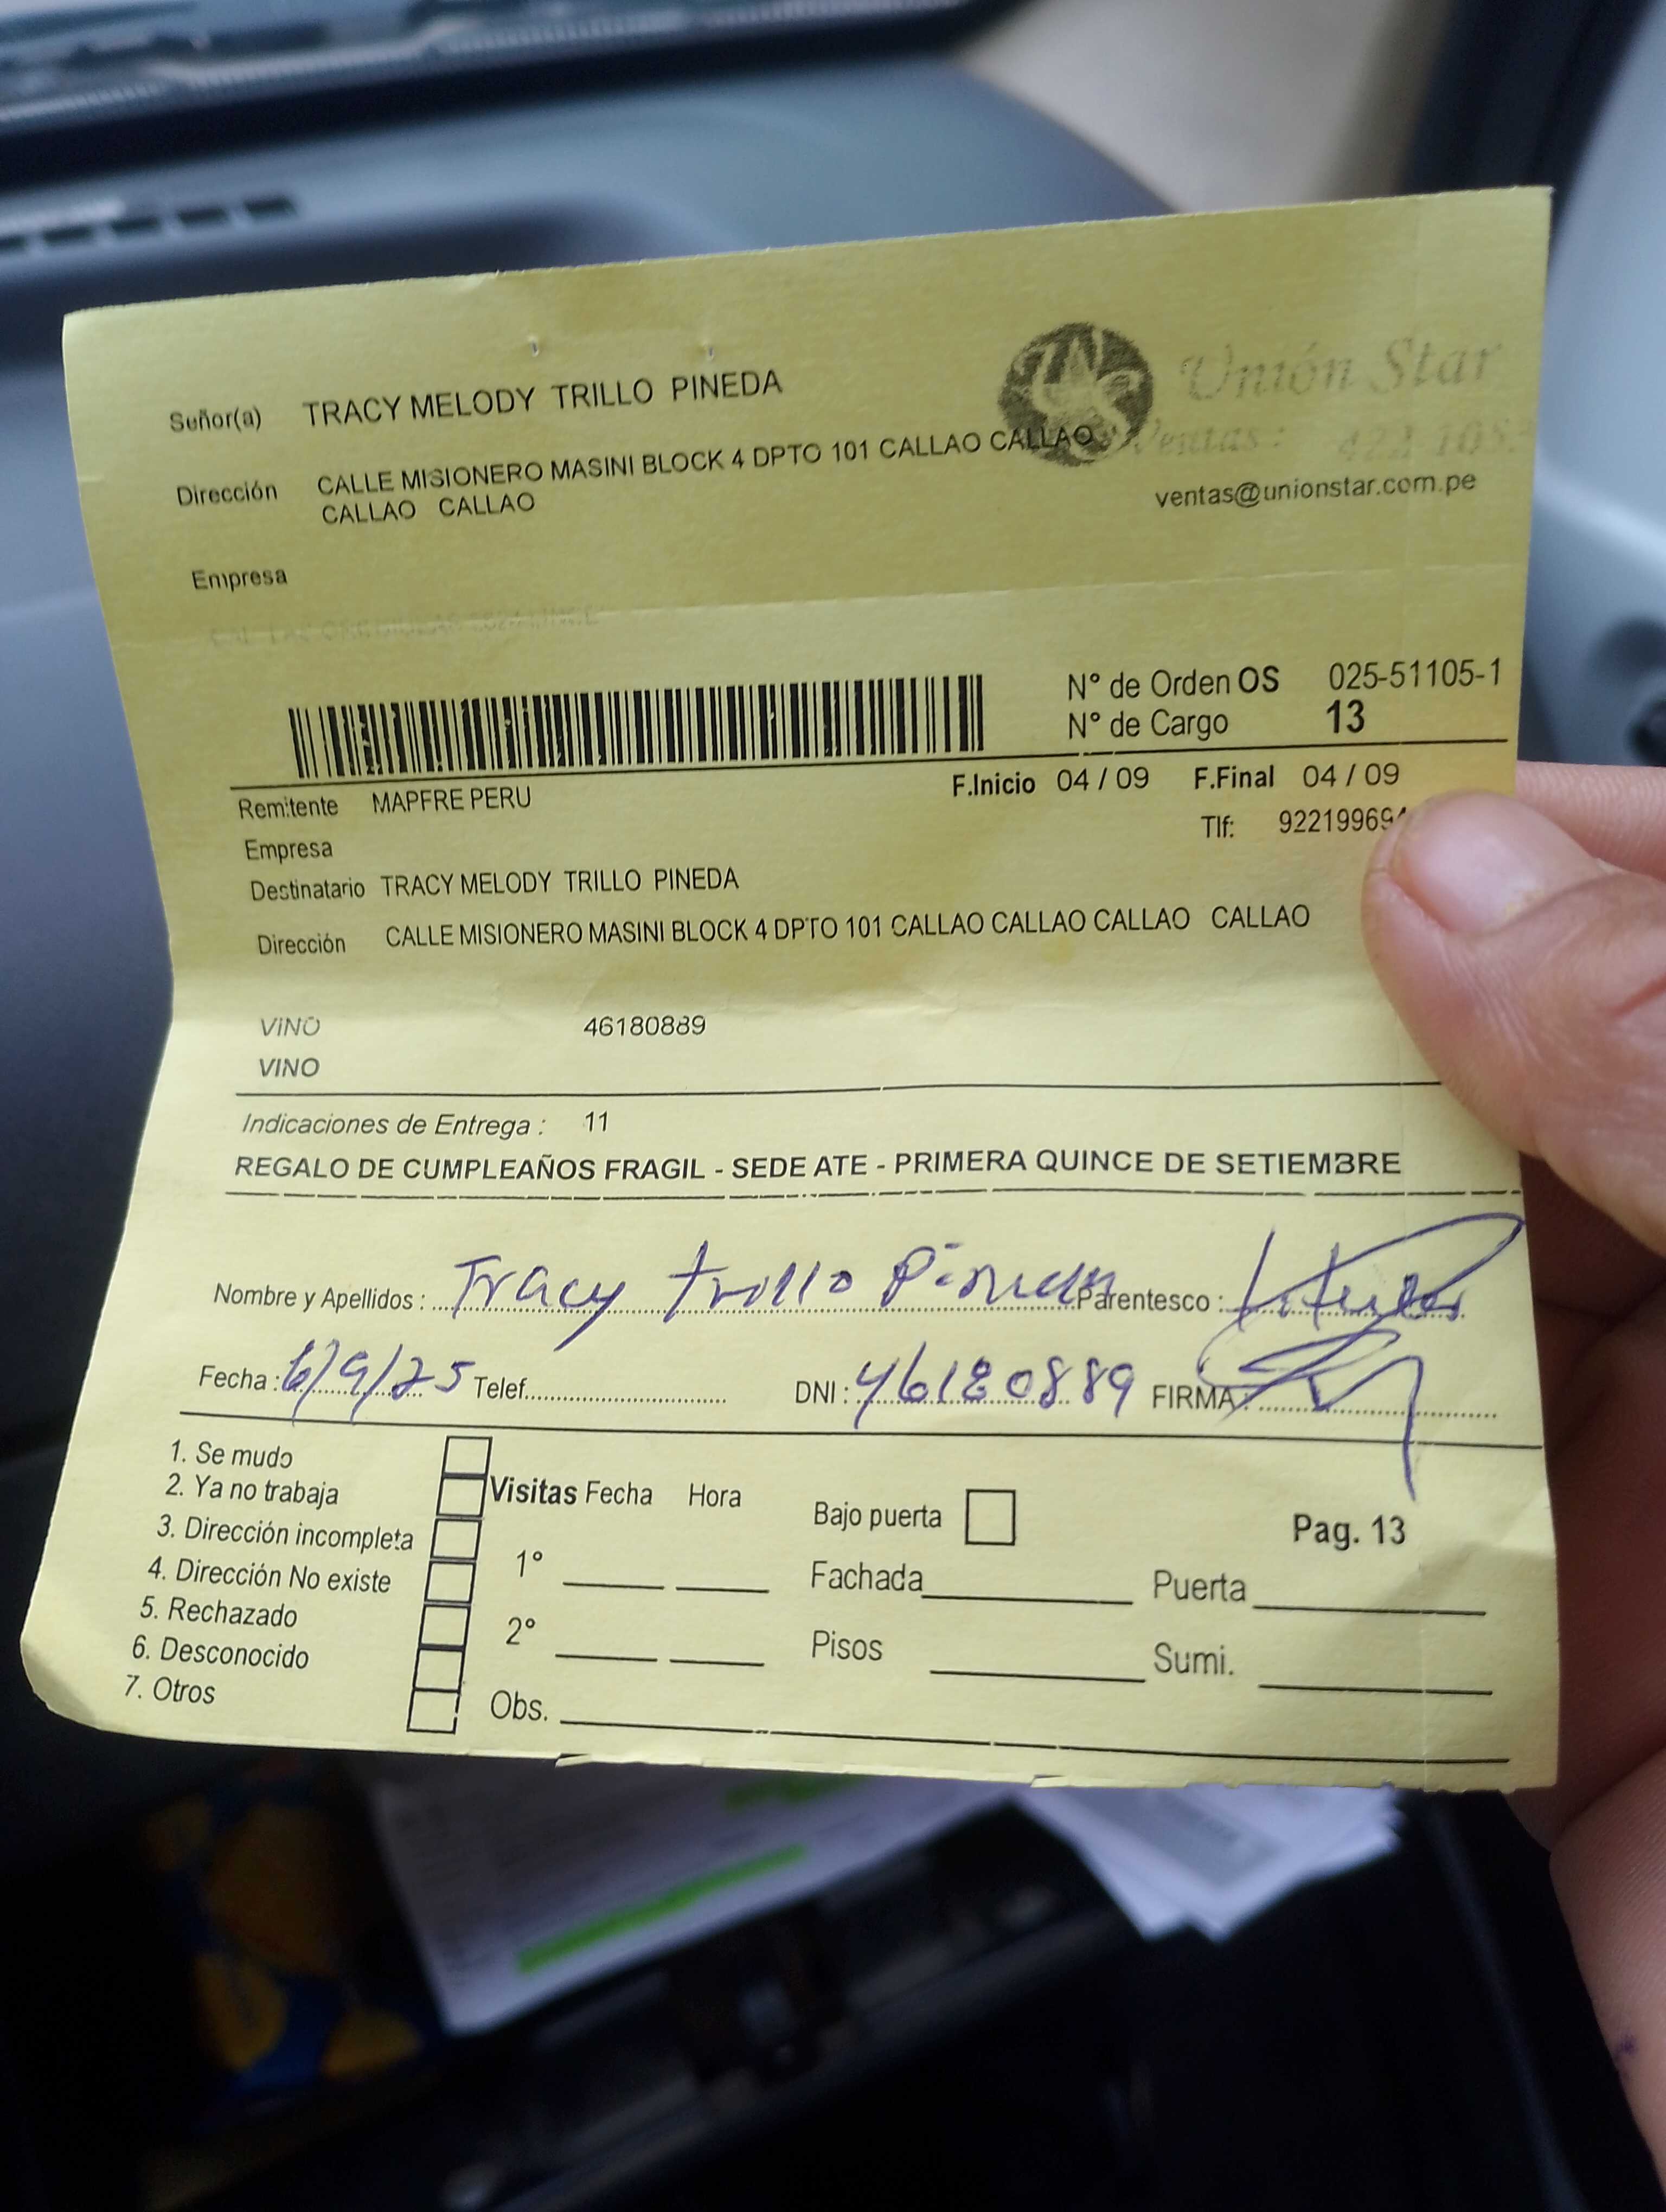 Señor(a) TRACY MELODY TRILLO PINEDA
Unión Star
Ventas:
Dirección CALLE MISIONERO MASINI BLOCK 4 DPTO 101 CALLAO CALLAO
CALLAO CALLAO
ventas@unionstar.com.pe
Empresa
N° de Orden OS 025-51105-1
N° de Cargo 13
F.Inicio 04 / 09 F.Final 04 / 09
Remitente MAPFRE PERU
Tlf: 92219969
Empresa
Destinatario TRACY MELODY TRILLO PINEDA
Dirección CALLE MISIONERO MASINI BLOCK 4 DPTO 101 CALLAO CALLAO CALLAO CALLAO
VINO 46180889
VINO
Indicaciones de Entrega : 11
REGALO DE CUMPLEAÑOS FRAGIL - SEDE ATE - PRIMERA QUINCE DE SETIEMBRE
Nombre y Apellidos : Tracy trillo Pineda Parentesco :
Fecha : 6/9/25 Telef. DNI : 46180889 FIRMA :
1. Se mudo
2. Ya no trabaja
3. Dirección incompleta
4. Dirección No existe
5. Rechazado
6. Desconocido
7. Otros
Visitas Fecha Hora
1°
2°
Obs.
Bajo puerta
Pag. 13
Fachada Puerta
Pisos Sumi.